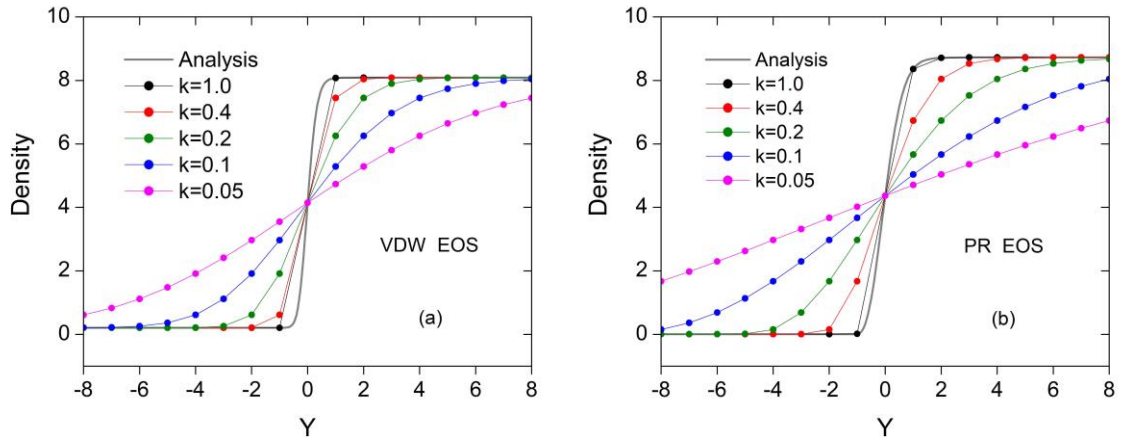 10
8
6
4
2
0
Density
Analysis
k=1.0
k=0.4
k=0.2
k=0.1
k=0.05
VDW EOS
(a)
-8 -6 -4 -2 0 2 4 6 8
Y
10
8
6
4
2
0
Density
Analysis
k=1.0
k=0.4
k=0.2
k=0.1
k=0.05
PR EOS
(b)
-8 -6 -4 -2 0 2 4 6 8
Y